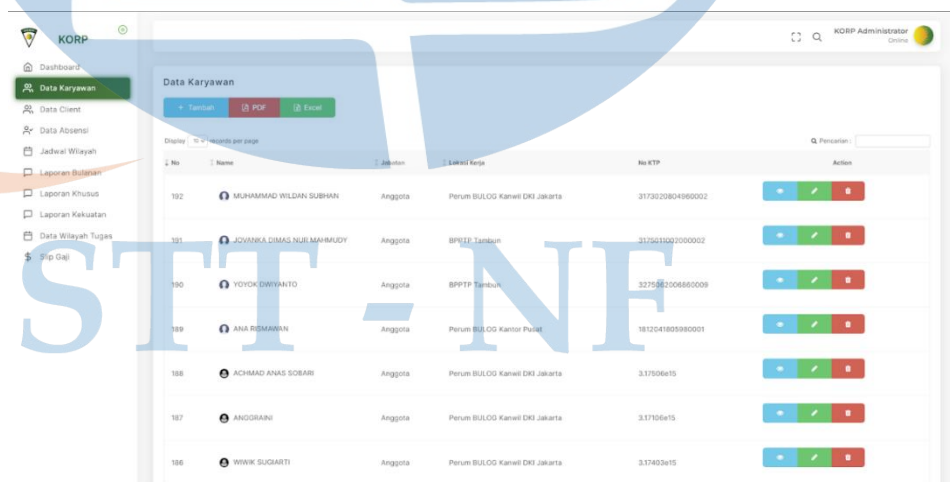 KORP
KORP Administrator
Online
Dashboard
Data Karyawan
Data Client
Data Absensi
Jadwal Wilayah
Laporan Bulanan
Laporan Khusus
Laporan Kekuatan
Data Wilayah Tugas
$ Slip Gaji
Data Karyawan
+ Tambah PDF Excel
Display records per page Pencarian :
No Name Jabatan Lokasi Kerja No KTP Action
192 MUHAMMAD WILDAN SUBHAN Anggota Perum BULOG Kanwil DKI Jakarta 3173020804960002
191 JOVANKA DIMAS NUR MAHMUDY Anggota BPPTP Tambun 3175011002000002
190 YOYOK DWIYANTO Anggota BPPTP Tambun 3275062006660009
189 ANA RISMAWAN Anggota Perum BULOG Kantor Pusat 1812041805980001
188 ACHMAD ANAS SOBARI Anggota Perum BULOG Kanwil DKI Jakarta 3.17506e15
187 ANGGRAINI Anggota Perum BULOG Kanwil DKI Jakarta 3.17106e15
186 WIWIK SUGIARTI Anggota Perum BULOG Kanwil DKI Jakarta 3.17403e15
STT - NF